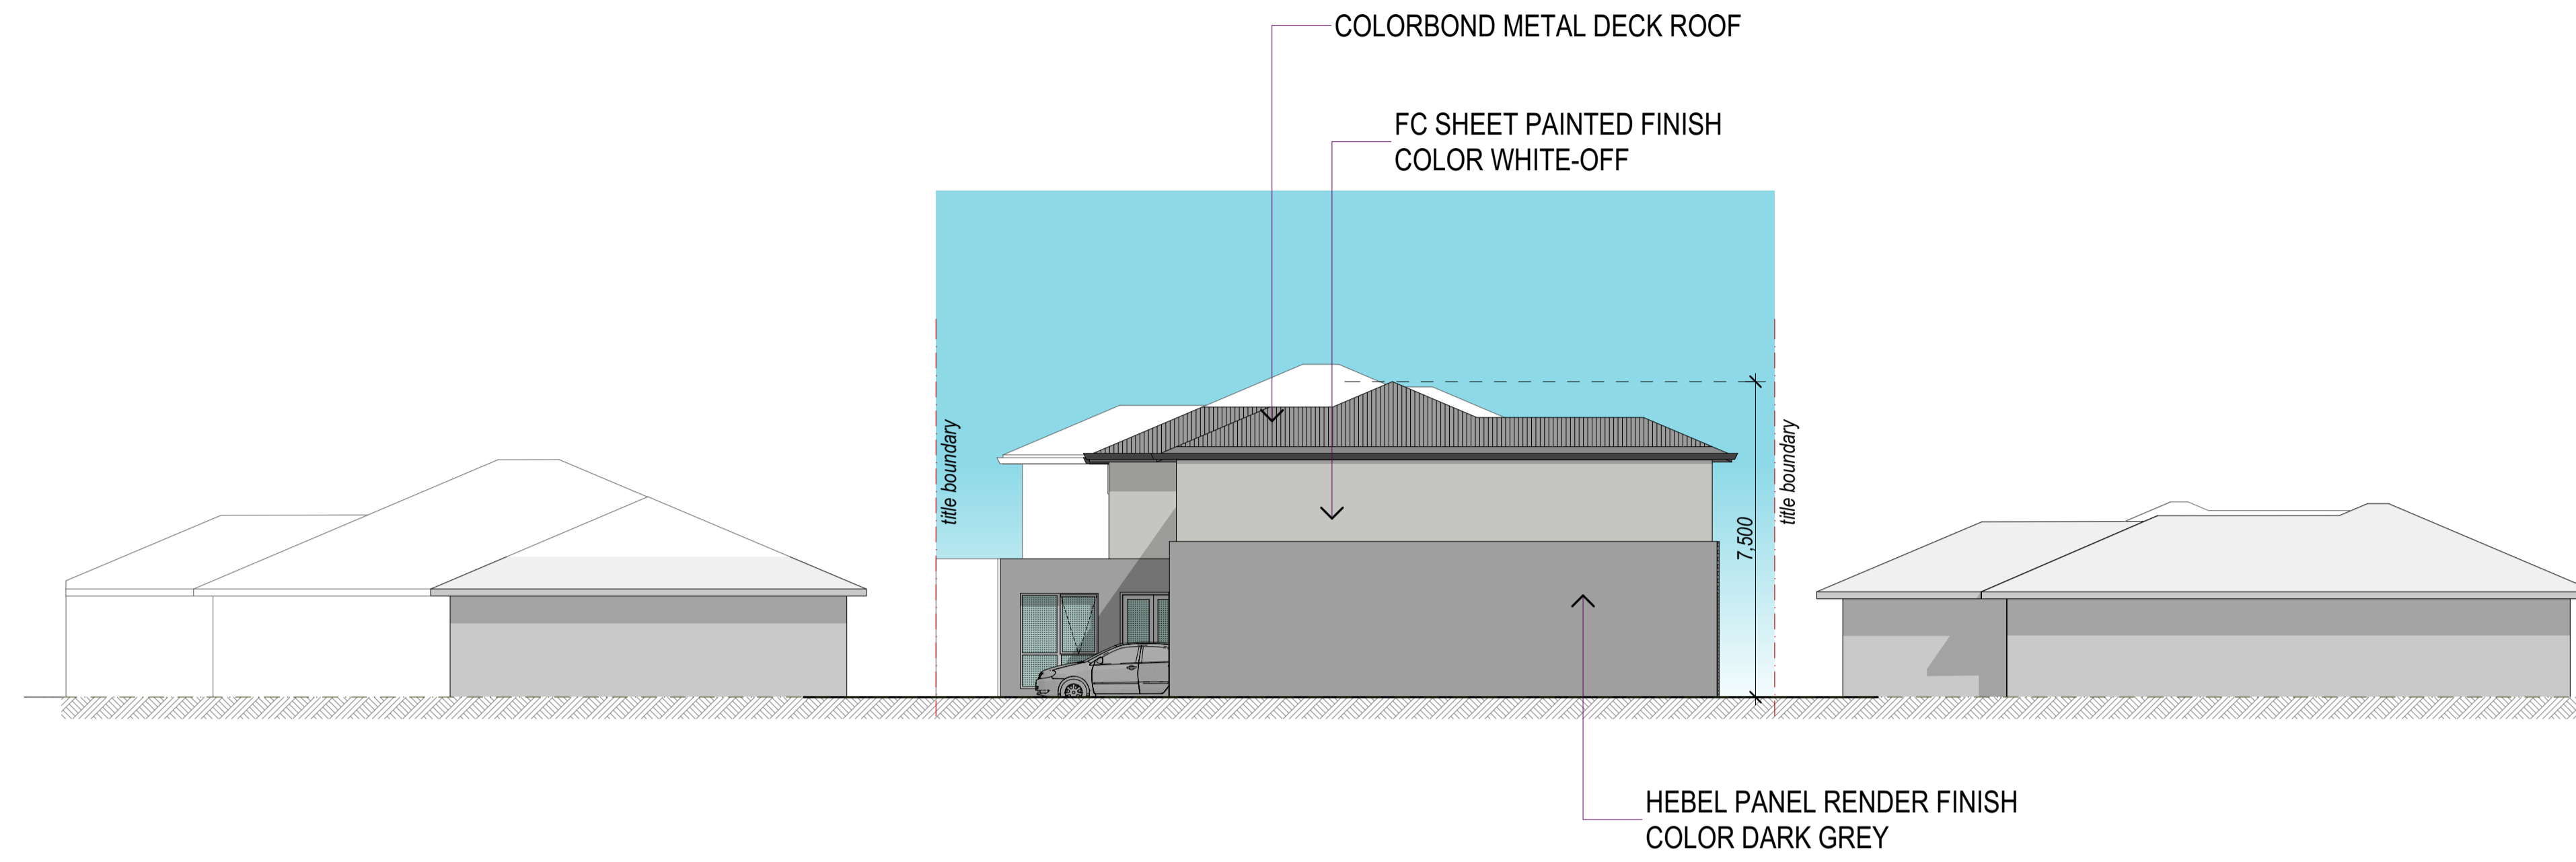 COLORBOND METAL DECK ROOF
FC SHEET PAINTED FINISH
COLOR WHITE-OFF
title boundary
title boundary
7,500
HEBEL PANEL RENDER FINISH
COLOR DARK GREY